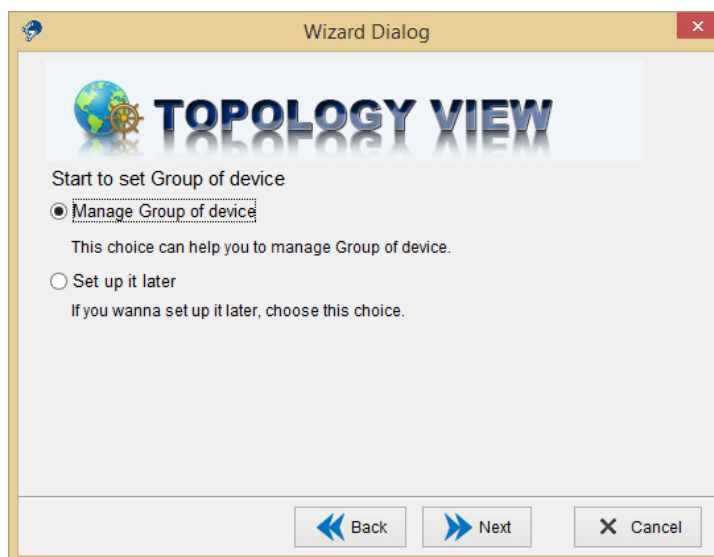 Wizard Dialog
TOPOLOGY VIEW
Start to set Group of device
Manage Group of device
This choice can help you to manage Group of device.
Set up it later
If you wanna set up it later, choose this choice.
Back Next Cancel